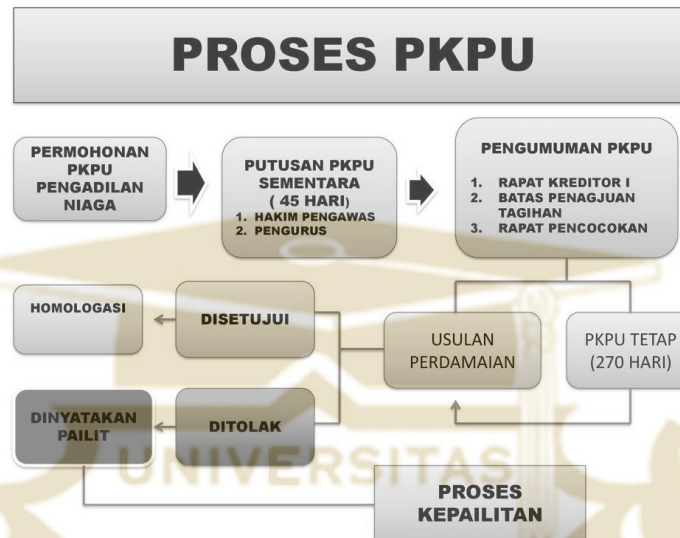 PROSES PKPU
PERMOHONAN
PKPU
PENGADILAN
NIAGA
PUTUSAN PKPU
SEMENTARA
( 45 HARI)
1. HAKIM PENGAWAS
2. PENGURUS
PENGUMUMAN PKPU
1. RAPAT KREDITOR I
2. BATAS PENAGJUAN
TAGIHAN
3. RAPAT PENCOCOKAN
HOMOLOGASI
DISETUJUI
USULAN
PERDAMAIAN
PKPU TETAP
(270 HARI)
DINYATAKAN
PAILIT
DITOLAK
UNIVERSITAS
PROSES
KEPAILITAN